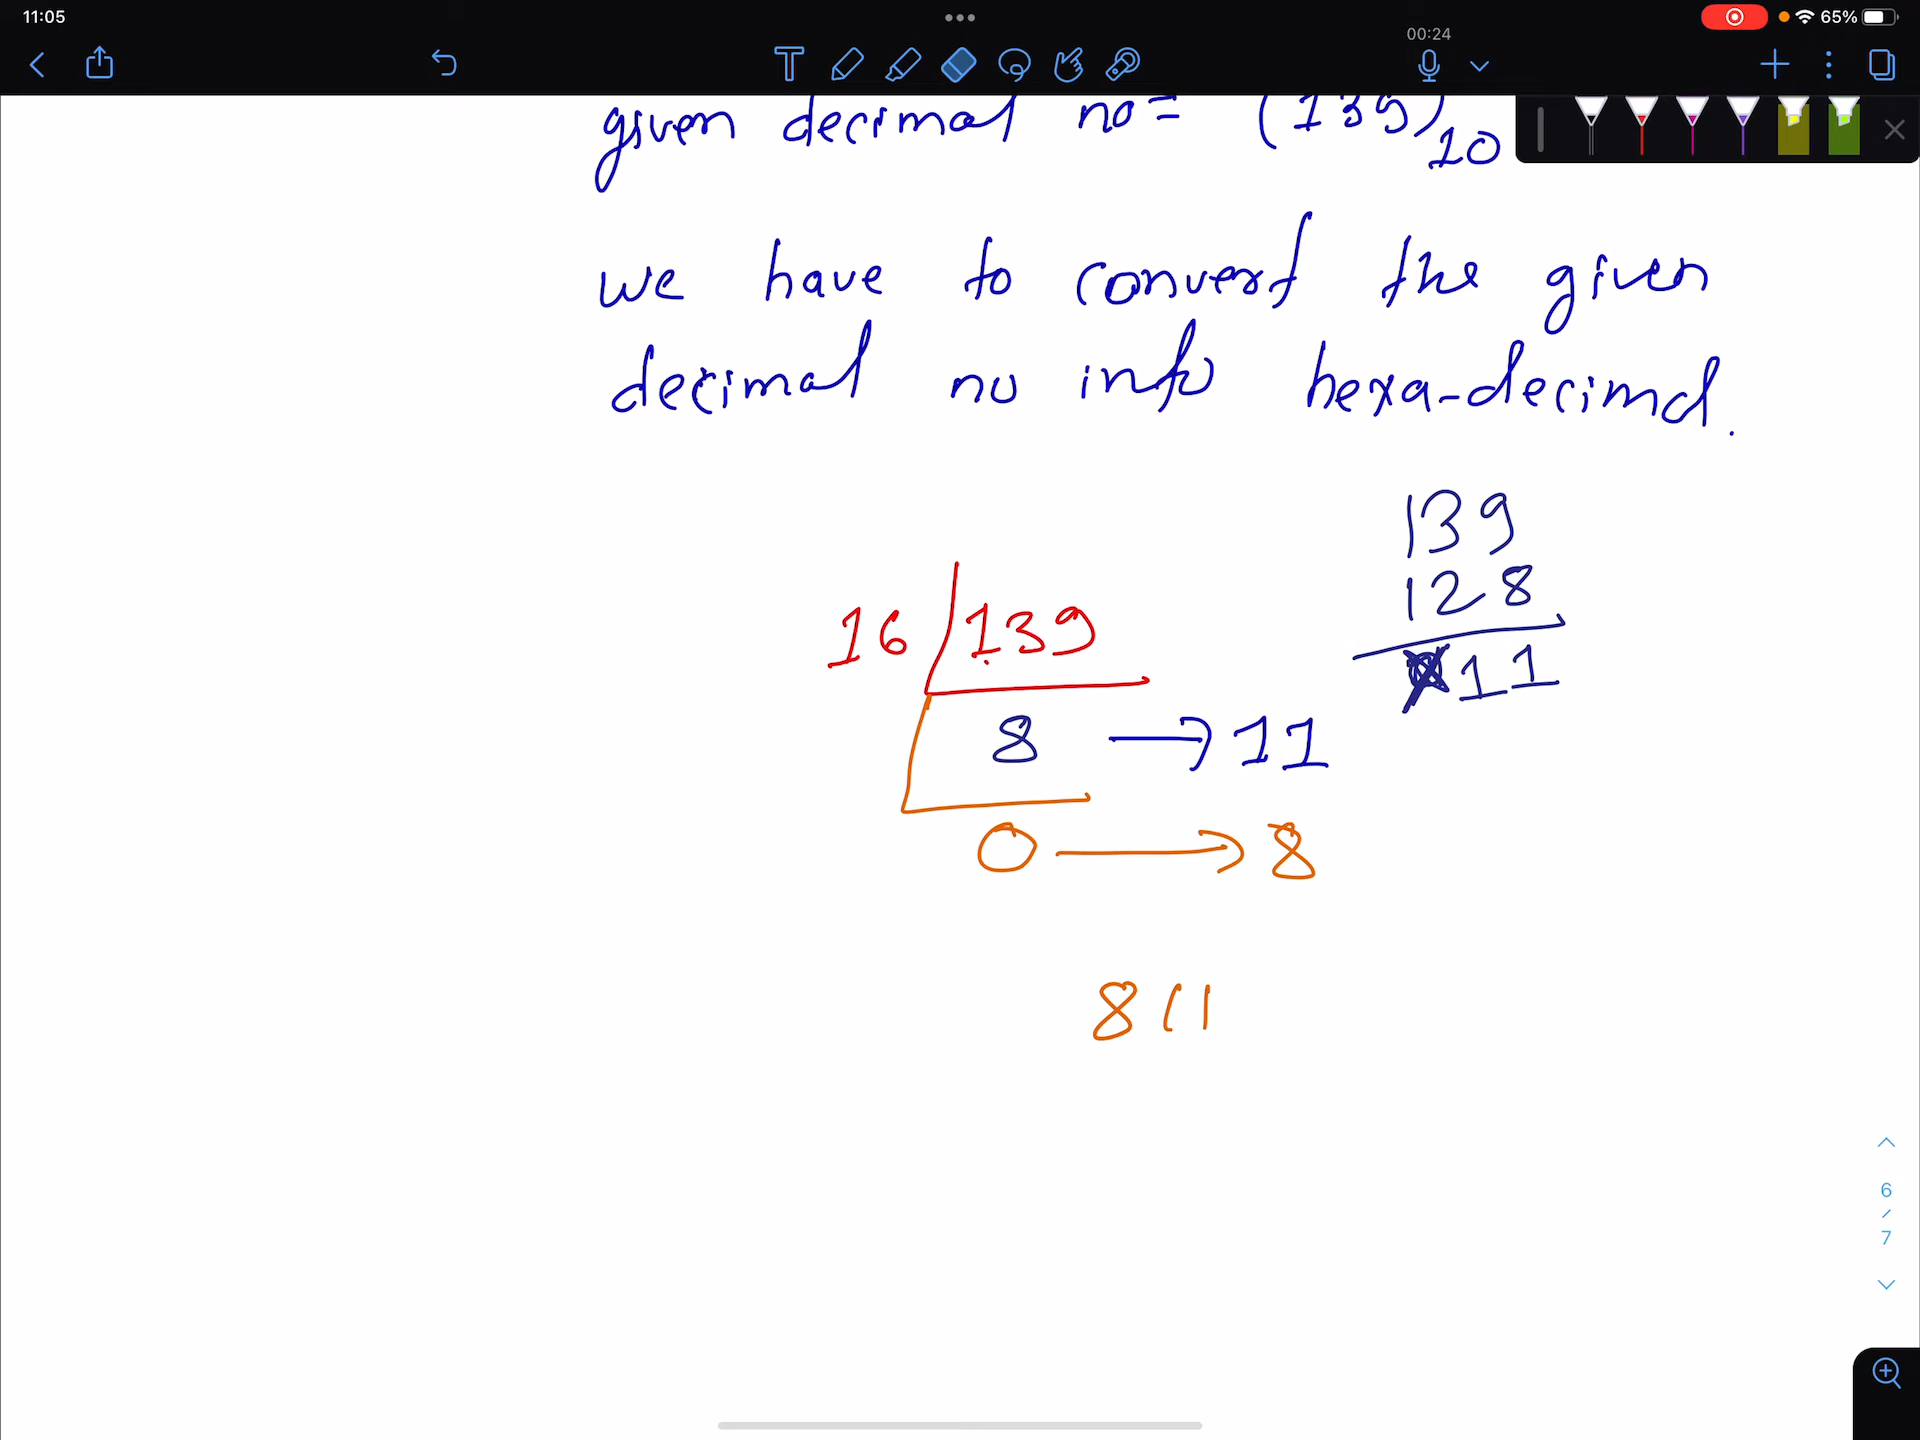 11:05
65%
00:24
given decimal no = (139)10
we have to convert the given
decimal no into hexa-decimal.
139
128
11
16 139
8 → 11
0 → 8
8 ( 1
6
7